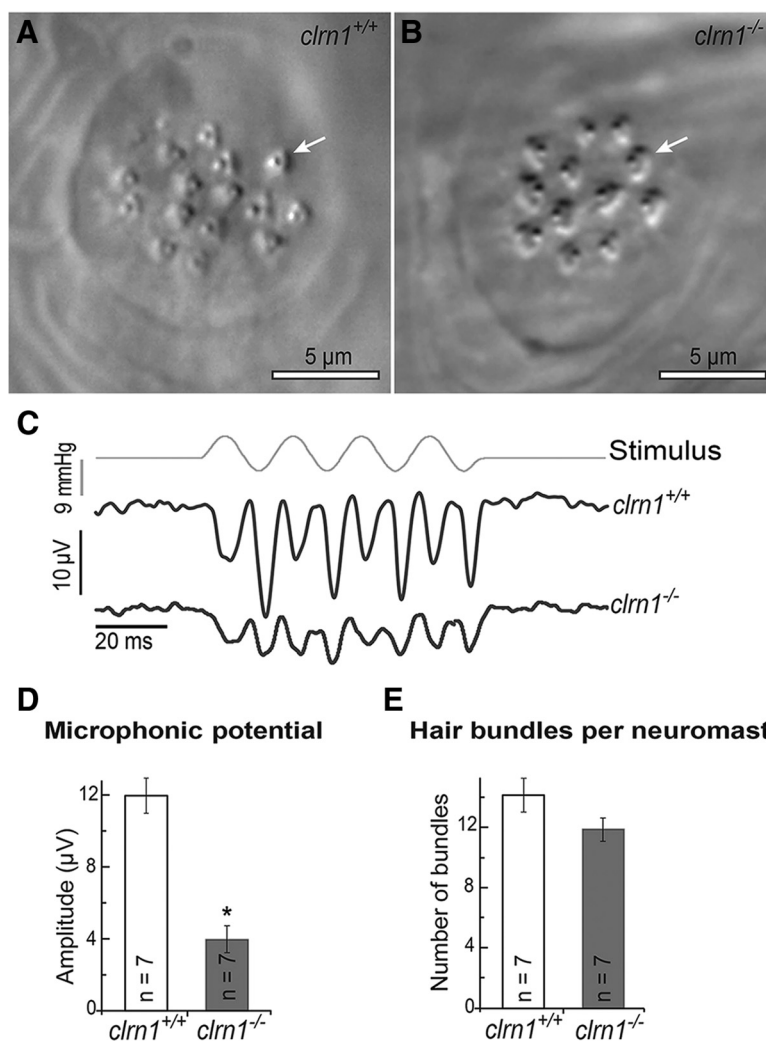 A
clrn1+/+
5 µm
B
clrn1-/-
5 µm
C
Stimulus
9 mmHg
clrn1+/+
10 µV
clrn1-/-
20 ms
D
Microphonic potential
12
8
4
0
Amplitude (µV)
*
n = 7
n = 7
clrn1+/+
clrn1-/-
E
Hair bundles per neuromast
12
8
4
0
Number of bundles
n = 7
n = 7
clrn1+/+
clrn1-/-